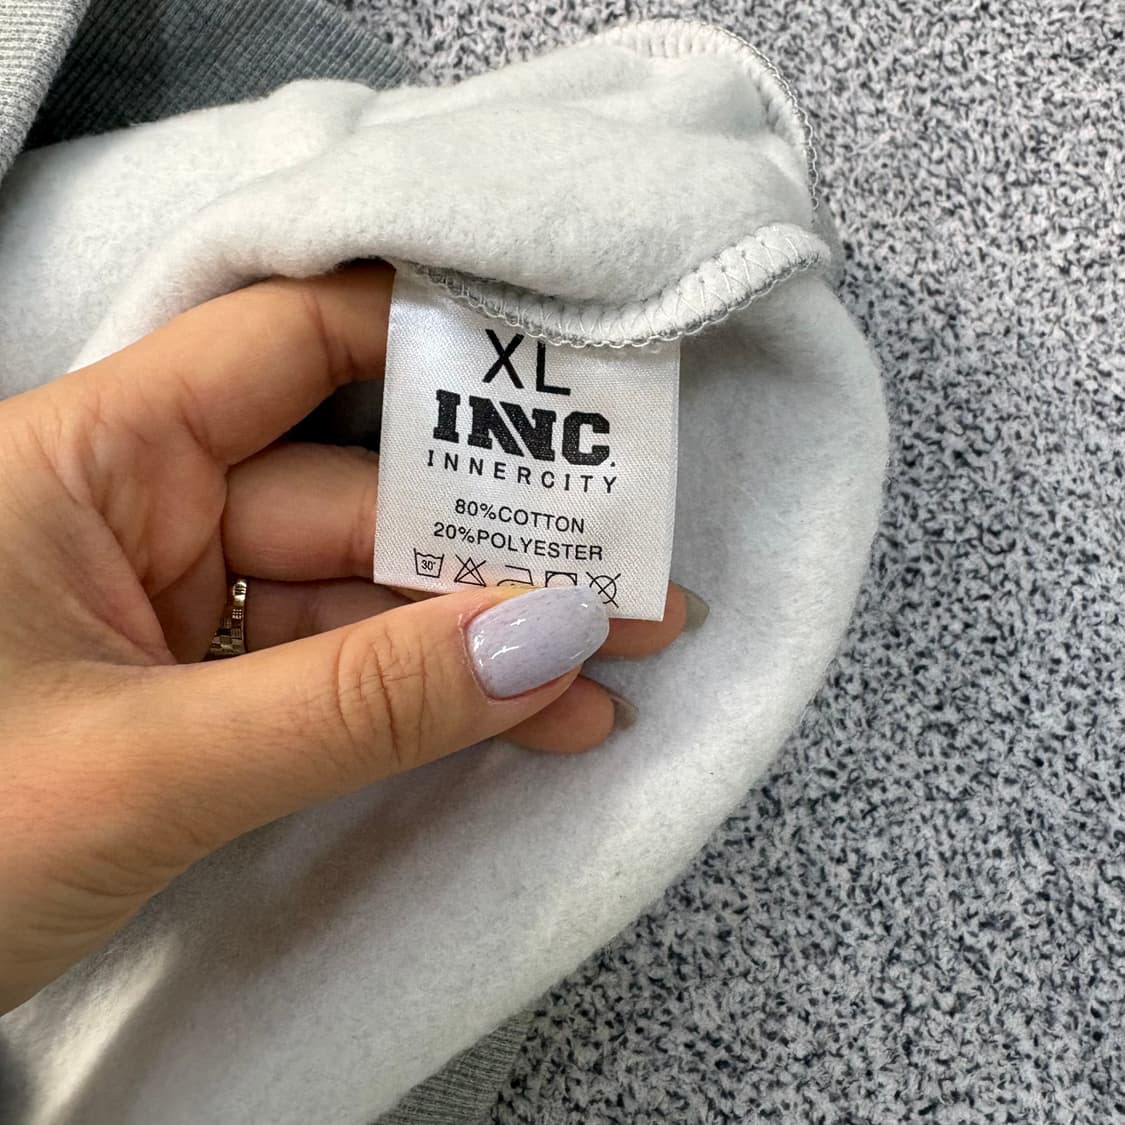 XL
INNC.
INNERCITY
80%COTTON
20%POLYESTER
30°